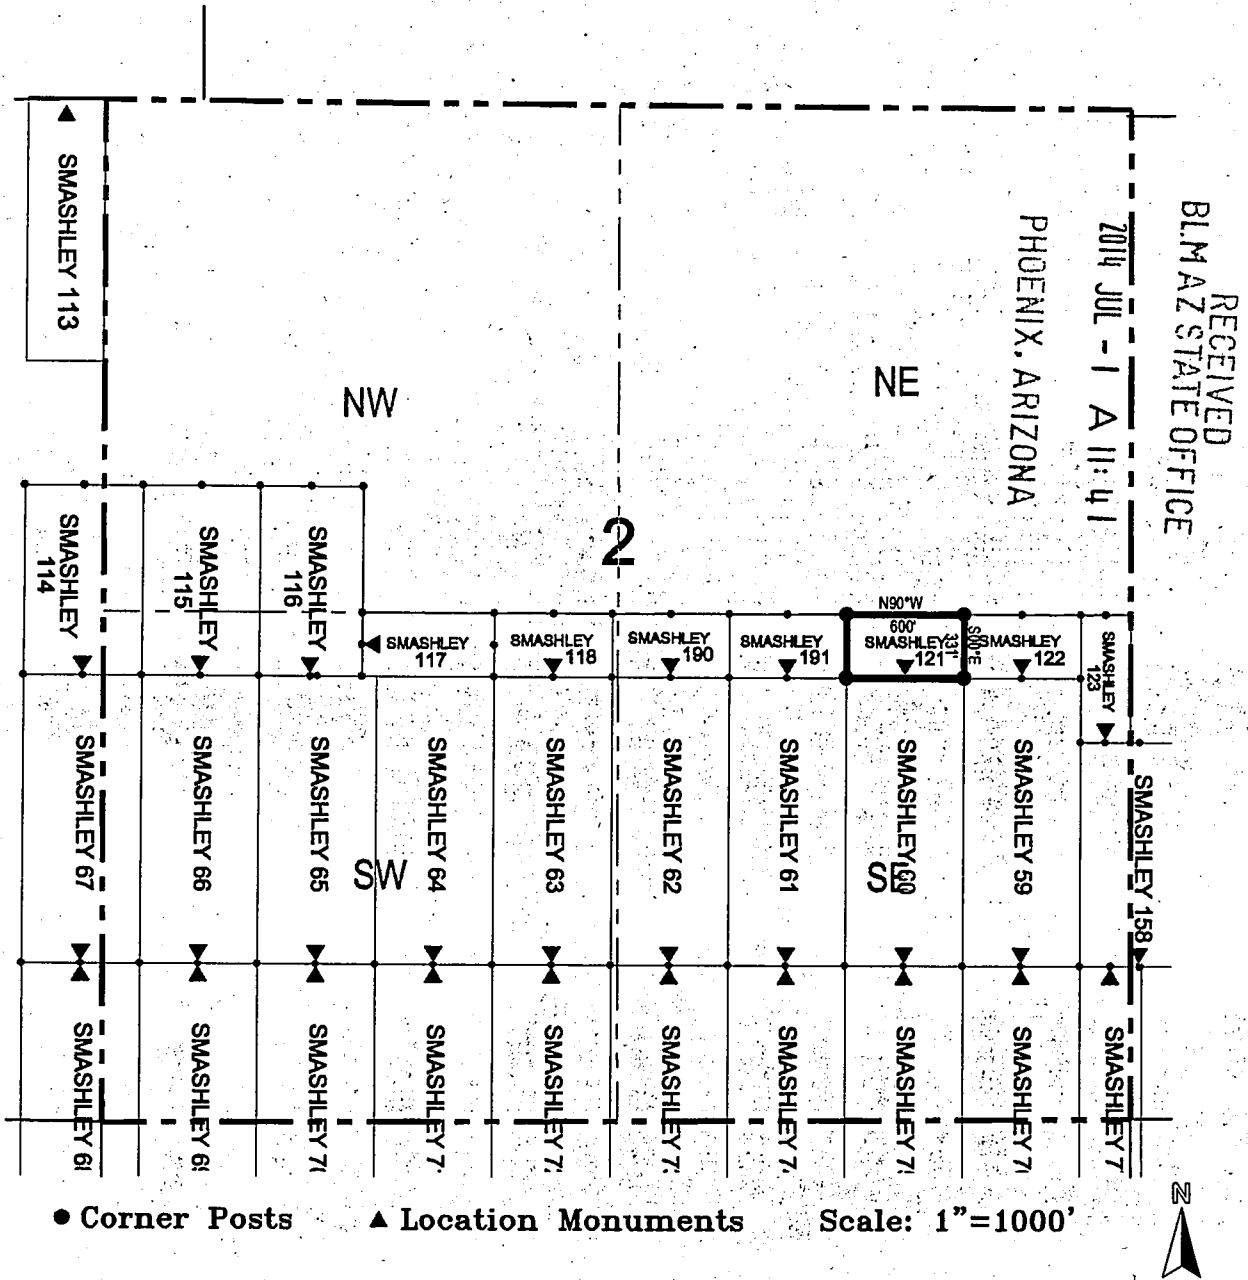 RECEIVED
BLM AZ STATE OFFICE
2014 JUL -1 A 11:41
PHOENIX, ARIZONA
SMASHLEY 113
NW
NE
2
SMASHLEY
114
SMASHLEY
115
SMASHLEY
116
SMASHLEY
117
SMASHLEY
118
SMASHLEY
190
SMASHLEY
191
N90°W
600'
SMASHLEY
121
331'
S00°E
SMASHLEY
122
SMASHLEY
123
SMASHLEY 67
SMASHLEY 66
SMASHLEY 65
SMASHLEY 64
SMASHLEY 63
SMASHLEY 62
SMASHLEY 61
SMASHLEY 60
SMASHLEY 59
SMASHLEY 158
SW
SE
SMASHLEY
SMASHLEY
SMASHLEY
SMASHLEY
SMASHLEY
SMASHLEY
SMASHLEY
SMASHLEY
SMASHLEY
SMASHLEY
Corner Posts
Location Monuments
Scale: 1"=1000'
N